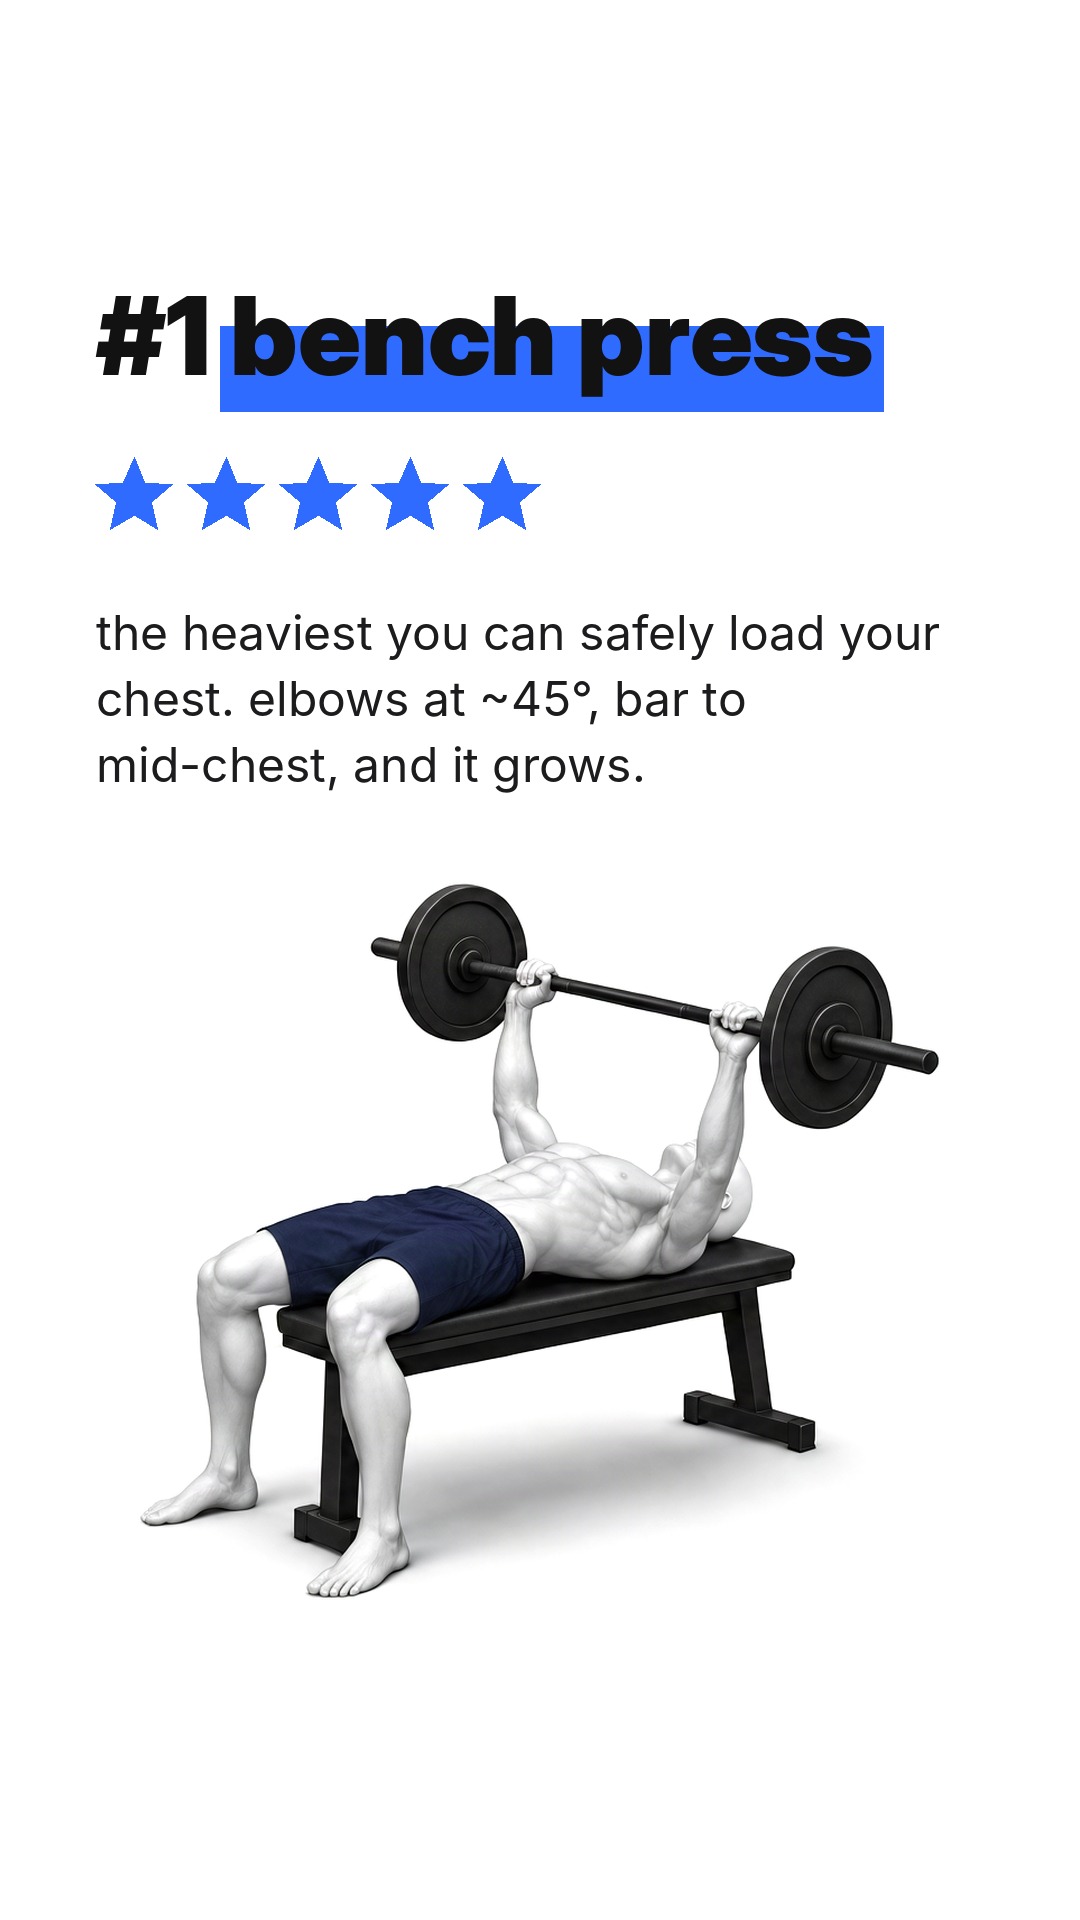 #1 bench press
the heaviest you can safely load your
chest. elbows at ~45°, bar to
mid-chest, and it grows.